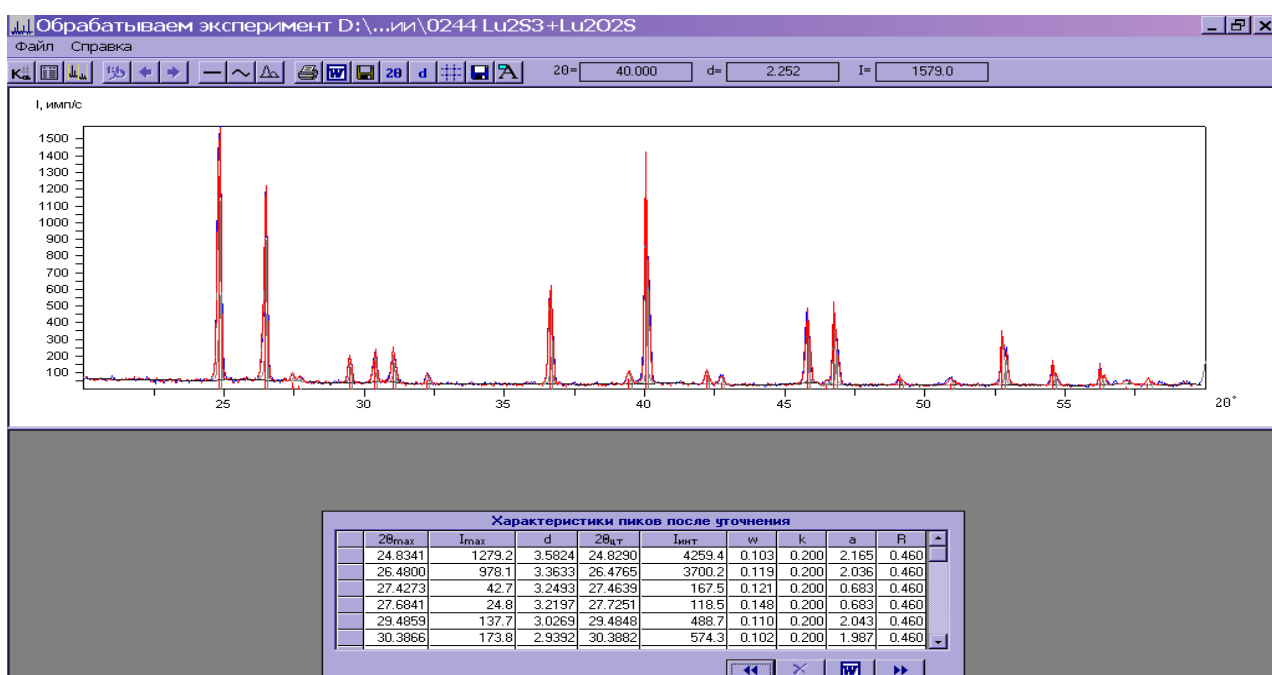 Обрабатываем эксперимент D:\...ии\0244 Lu2S3+Lu2O2S
Файл Справка
Kα 2θ d 2θ= 40.000 d= 2.252 I= 1579.0
I, имп/с
1500
1400
1300
1200
1100
1000
900
800
700
600
500
400
300
200
100
25 30 35 40 45 50 55 2θ°
Характеристики пиков после уточнения
2θmax Imax d 2θцт Iинт w k a R
24.8341 1279.2 3.5824 24.8290 4259.4 0.103 0.200 2.165 0.460
26.4800 978.1 3.3633 26.4765 3700.2 0.119 0.200 2.036 0.460
27.4273 42.7 3.2493 27.4639 167.5 0.121 0.200 0.683 0.460
27.6841 24.8 3.2197 27.7251 118.5 0.148 0.200 0.683 0.460
29.4859 137.7 3.0269 29.4848 488.7 0.110 0.200 2.043 0.460
30.3866 173.8 2.9392 30.3882 574.3 0.102 0.200 1.987 0.460